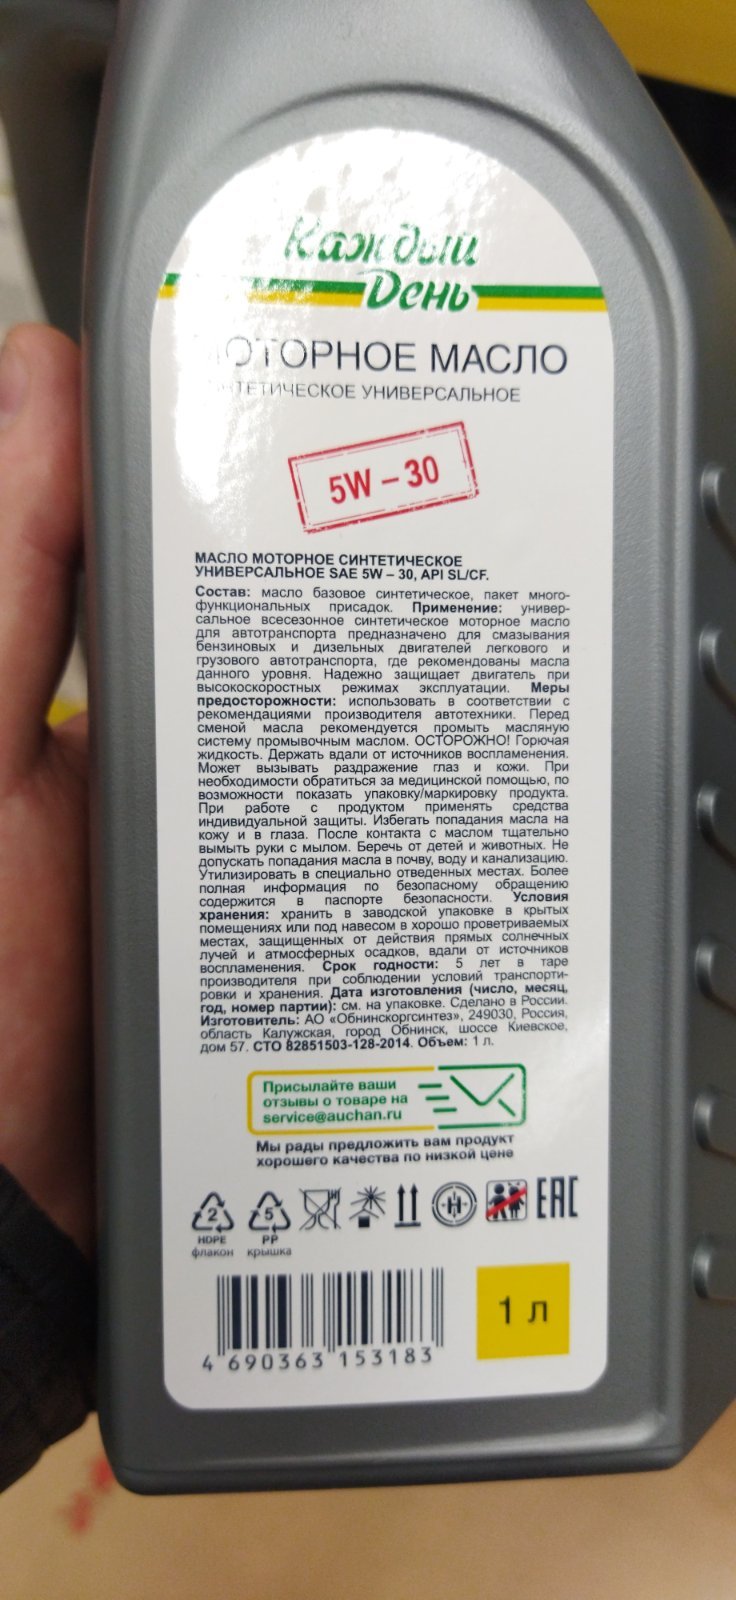 Каждый
День
МОТОРНОЕ МАСЛО
СИНТЕТИЧЕСКОЕ УНИВЕРСАЛЬНОЕ
5W – 30
МАСЛО МОТОРНОЕ СИНТЕТИЧЕСКОЕ
УНИВЕРСАЛЬНОЕ SAE 5W – 30, API SL/CF.
Состав: масло базовое синтетическое, пакет много-
функциональных присадок. Применение: универ-
сальное всесезонное синтетическое моторное масло
для автотранспорта предназначено для смазывания
бензиновых и дизельных двигателей легкового и
грузового автотранспорта, где рекомендованы масла
данного уровня. Надежно защищает двигатель при
высокоскоростных режимах эксплуатации. Меры
предосторожности: использовать в соответствии с
рекомендациями производителя автотехники. Перед
сменой масла рекомендуется промыть масляную
систему промывочным маслом. ОСТОРОЖНО! Горючая
жидкость. Держать вдали от источников воспламенения.
Может вызывать раздражение глаз и кожи. При
необходимости обратиться за медицинской помощью, по
возможности показать упаковку/маркировку продукта.
При работе с продуктом применять средства
индивидуальной защиты. Избегать попадания масла на
кожу и в глаза. После контакта с маслом тщательно
вымыть руки с мылом. Беречь от детей и животных. Не
допускать попадания масла в почву, воду и канализацию.
Утилизировать в специально отведенных местах. Более
полная информация по безопасному обращению
содержится в паспорте безопасности. Условия
хранения: хранить в заводской упаковке в крытых
помещениях или под навесом в хорошо проветриваемых
местах, защищенных от действия прямых солнечных
лучей и атмосферных осадков, вдали от источников
воспламенения. Срок годности: 5 лет в таре
производителя при соблюдении условий транспорти-
ровки и хранения. Дата изготовления (число, месяц,
год, номер партии): см. на упаковке. Сделано в России.
Изготовитель: АО «Обнинскоргсинтез», 249030, Россия,
область Калужская, город Обнинск, шоссе Киевское,
дом 57. СТО 82851503-128-2014. Объем: 1 л.
Присылайте ваши
отзывы о товаре на
service@auchan.ru
Мы рады предложить вам продукт
хорошего качества по низкой цене
2 5 Н EAC
HDPE PP
флакон крышка
1 л
4 690363 153183